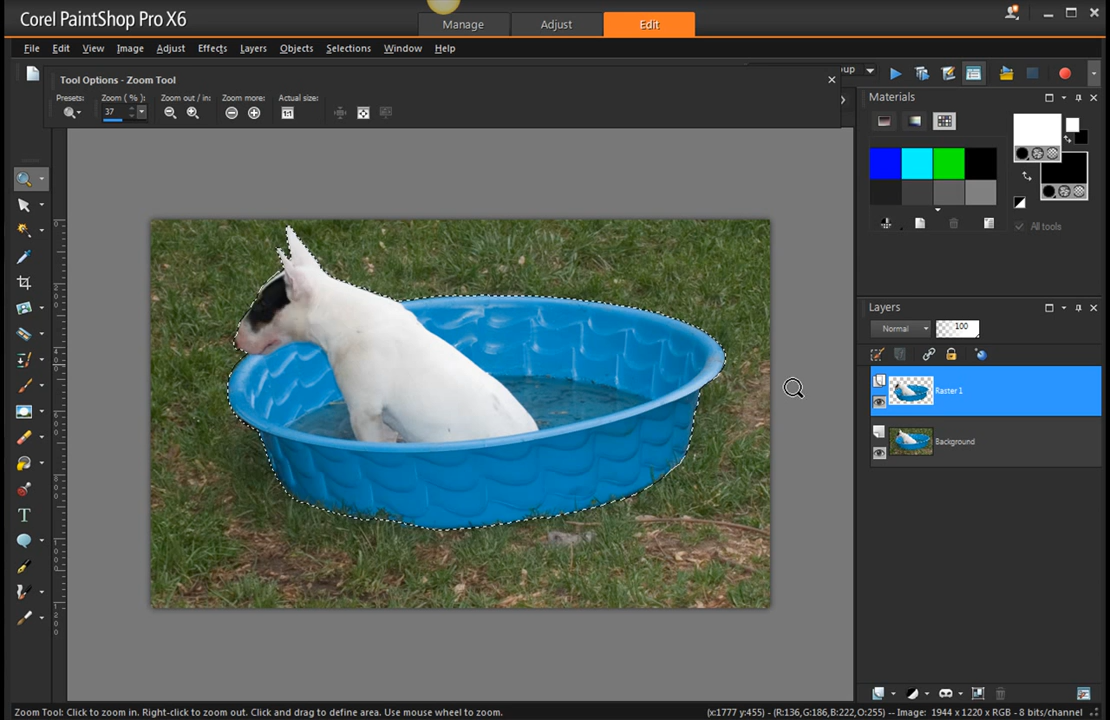 Corel PaintShop Pro X6
Manage Adjust Edit
File Edit View Image Adjust Effects Layers Objects Selections Window Help
Tool Options - Zoom Tool
Presets: Zoom ( % ): Zoom out / in: Zoom more: Actual size:
37
1:1
oup
Materials
All tools
Layers
Normal 100
Raster 1
Background
Zoom Tool: Click to zoom in. Right-click to zoom out. Click and drag to define area. Use mouse wheel to zoom.
(x:1777 y:455) - (R:136,G:186,B:222,O:255) -- Image: 1944 x 1220 x RGB - 8 bits/channel